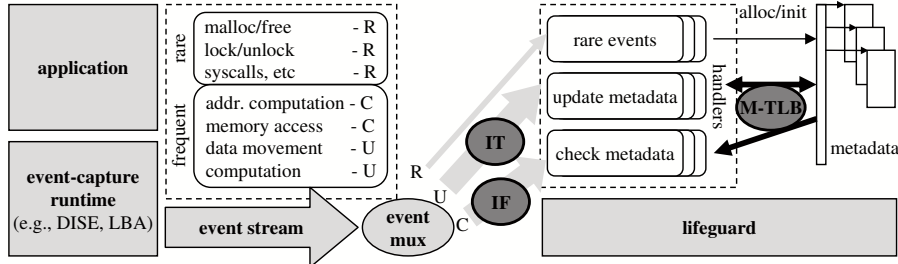 application
event-capture
runtime
(e.g., DISE, LBA)
rare
malloc/free - R
lock/unlock - R
syscalls, etc - R
frequent
addr. computation - C
memory access - C
data movement - U
computation - U
event stream
event
mux
R
U
C
IT
IF
rare events
update metadata
check metadata
handlers
alloc/init
M-TLB
metadata
lifeguard